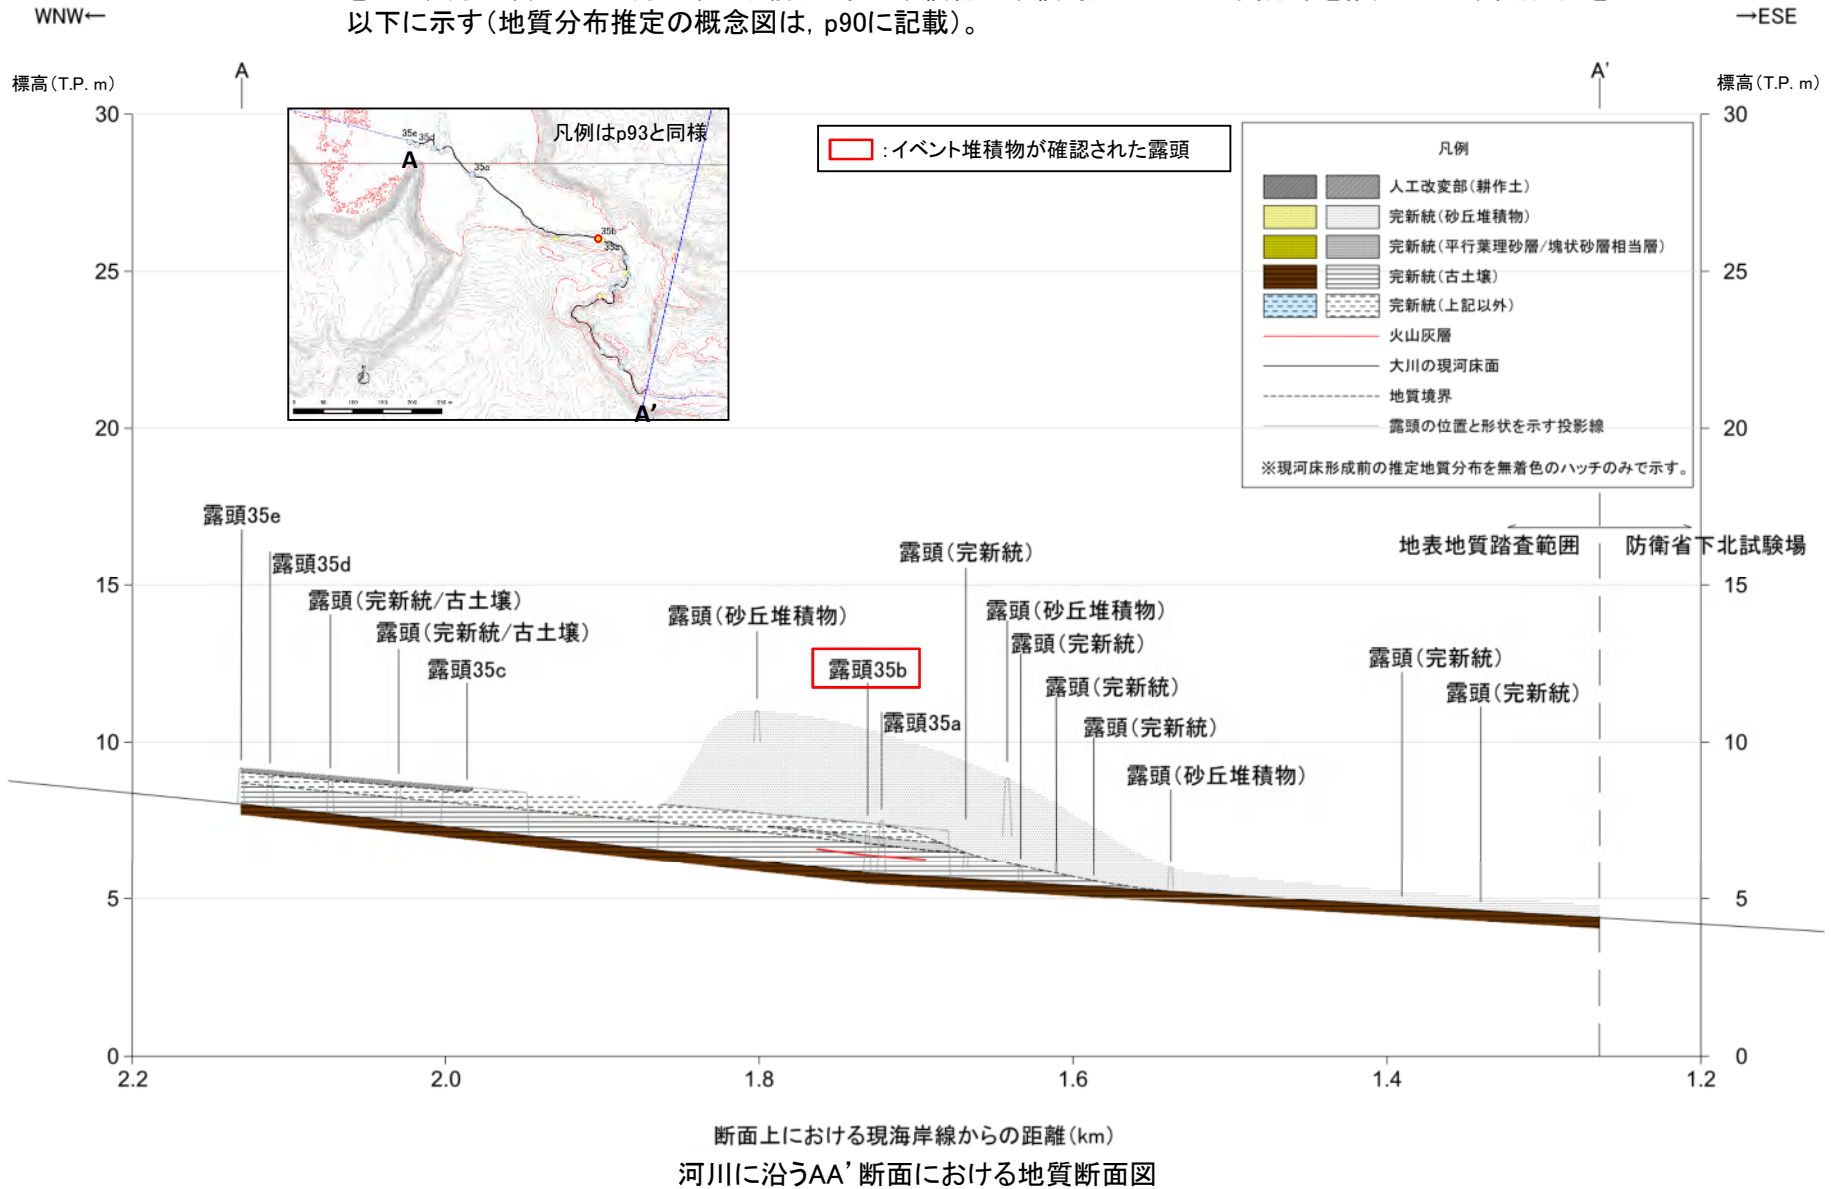 以下に示す(地質分布推定の概念図は, p90に記載)。
WNW←
→ESE
標高(T.P. m)
A
A'
標高(T.P. m)
30
25
20
15
10
5
0
30
25
20
15
10
5
0
凡例はp93と同様
35e
35d
35c
35b
35a
A
A'
0 50 100 150 200 250 m
:イベント堆積物が確認された露頭
凡例
人工改変部(耕作土)
完新統(砂丘堆積物)
完新統(平行葉理砂層/塊状砂層相当層)
完新統(古土壌)
完新統(上記以外)
火山灰層
大川の現河床面
地質境界
露頭の位置と形状を示す投影線
※現河床形成前の推定地質分布を無着色のハッチのみで示す。
地表地質踏査範囲
防衛省下北試験場
露頭35e
露頭35d
露頭(完新統/古土壌)
露頭(完新統/古土壌)
露頭35c
露頭(砂丘堆積物)
露頭35b
露頭35a
露頭(完新統)
露頭(砂丘堆積物)
露頭(完新統)
露頭(完新統)
露頭(完新統)
露頭(砂丘堆積物)
露頭(完新統)
露頭(完新統)
2.2
2.0
1.8
1.6
1.4
1.2
断面上における現海岸線からの距離(km)
河川に沿うAA'断面における地質断面図